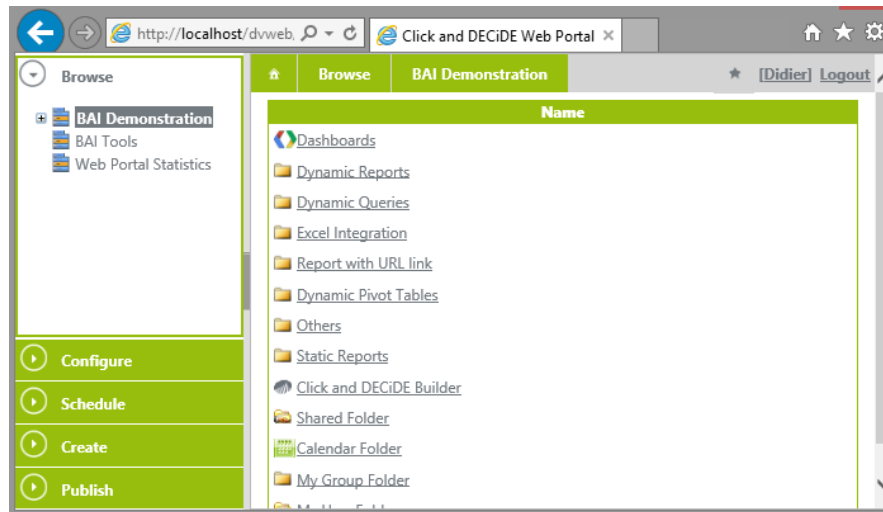 http://localhost/dvweb,
Click and DECiDE Web Portal
Browse
BAI Demonstration
BAI Tools
Web Portal Statistics
Configure
Schedule
Create
Publish
Browse BAI Demonstration [Didier] Logout
Name
Dashboards
Dynamic Reports
Dynamic Queries
Excel Integration
Report with URL link
Dynamic Pivot Tables
Others
Static Reports
Click and DECiDE Builder
Shared Folder
Calendar Folder
My Group Folder